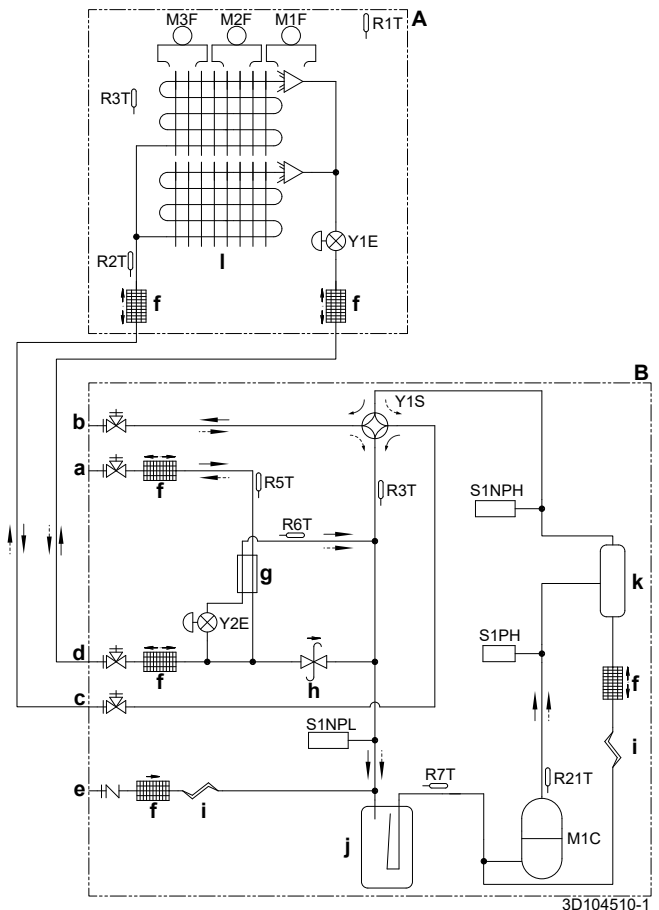 M3F M2F M1F
R1T
A
R3T
Y1E
R2T
l
f f
B
b
Y1S
a
f
R5T
R3T
S1NPH
R6T
g
k
Y2E
S1PH
d
f
h
f
c
S1NPL
i
e
f
i
R7T
R21T
j
M1C
3D104510-1